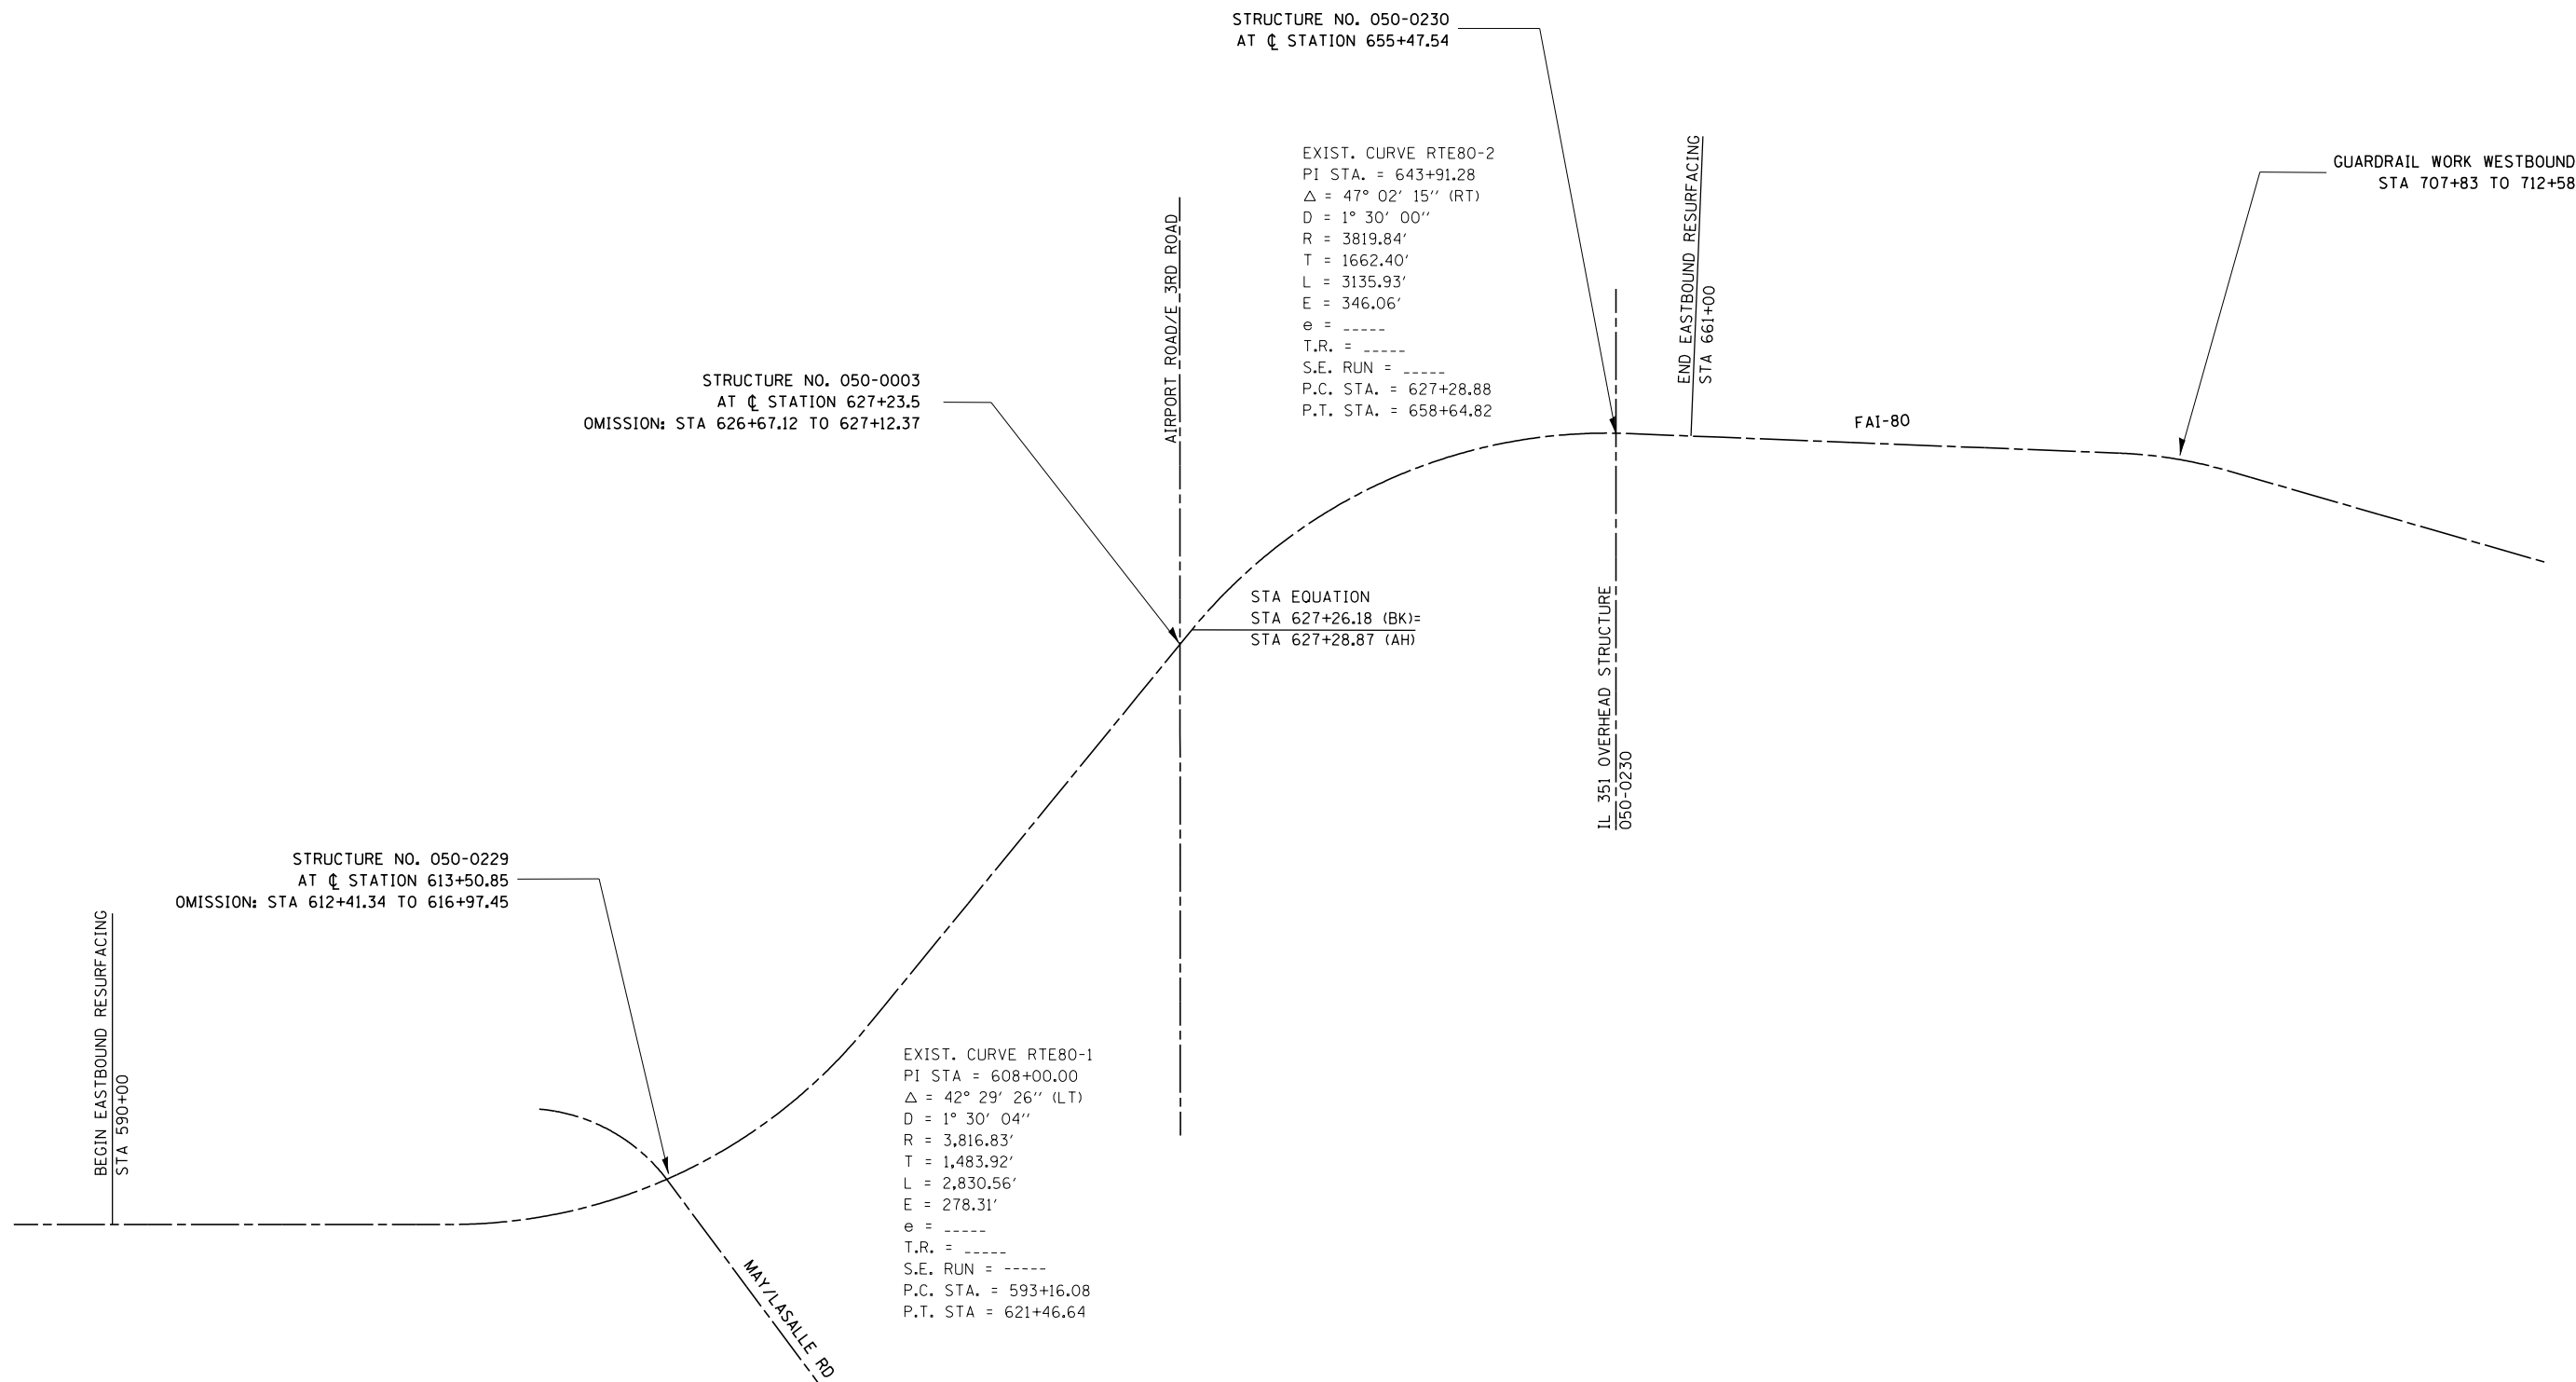 STRUCTURE NO. 050-0230
AT ℄ STATION 655+47.54
EXIST. CURVE RTE80-2
PI STA. = 643+91.28
△ = 47° 02' 15'' (RT)
D = 1° 30' 00''
R = 3819.84'
T = 1662.40'
L = 3135.93'
E = 346.06'
e = _____
T.R. = _____
S.E. RUN = _____
P.C. STA. = 627+28.88
P.T. STA. = 658+64.82
END EASTBOUND RESURFACING
STA 661+00
GUARDRAIL WORK WESTBOUND
STA 707+83 TO 712+58
AIRPORT ROAD/E 3RD ROAD
STRUCTURE NO. 050-0003
AT ℄ STATION 627+23.5
OMISSION: STA 626+67.12 TO 627+12.37
FAI-80
STA EQUATION
STA 627+26.18 (BK)=
STA 627+28.87 (AH)
IL 351 OVERHEAD STRUCTURE
050-0230
STRUCTURE NO. 050-0229
AT ℄ STATION 613+50.85
OMISSION: STA 612+41.34 TO 616+97.45
BEGIN EASTBOUND RESURFACING
STA 590+00
EXIST. CURVE RTE80-1
PI STA = 608+00.00
△ = 42° 29' 26'' (LT)
D = 1° 30' 04''
R = 3,816.83'
T = 1,483.92'
L = 2,830.56'
E = 278.31'
e = _____
T.R. = _____
S.E. RUN = -----
P.C. STA. = 593+16.08
P.T. STA = 621+46.64
MAY/LASALLE RD